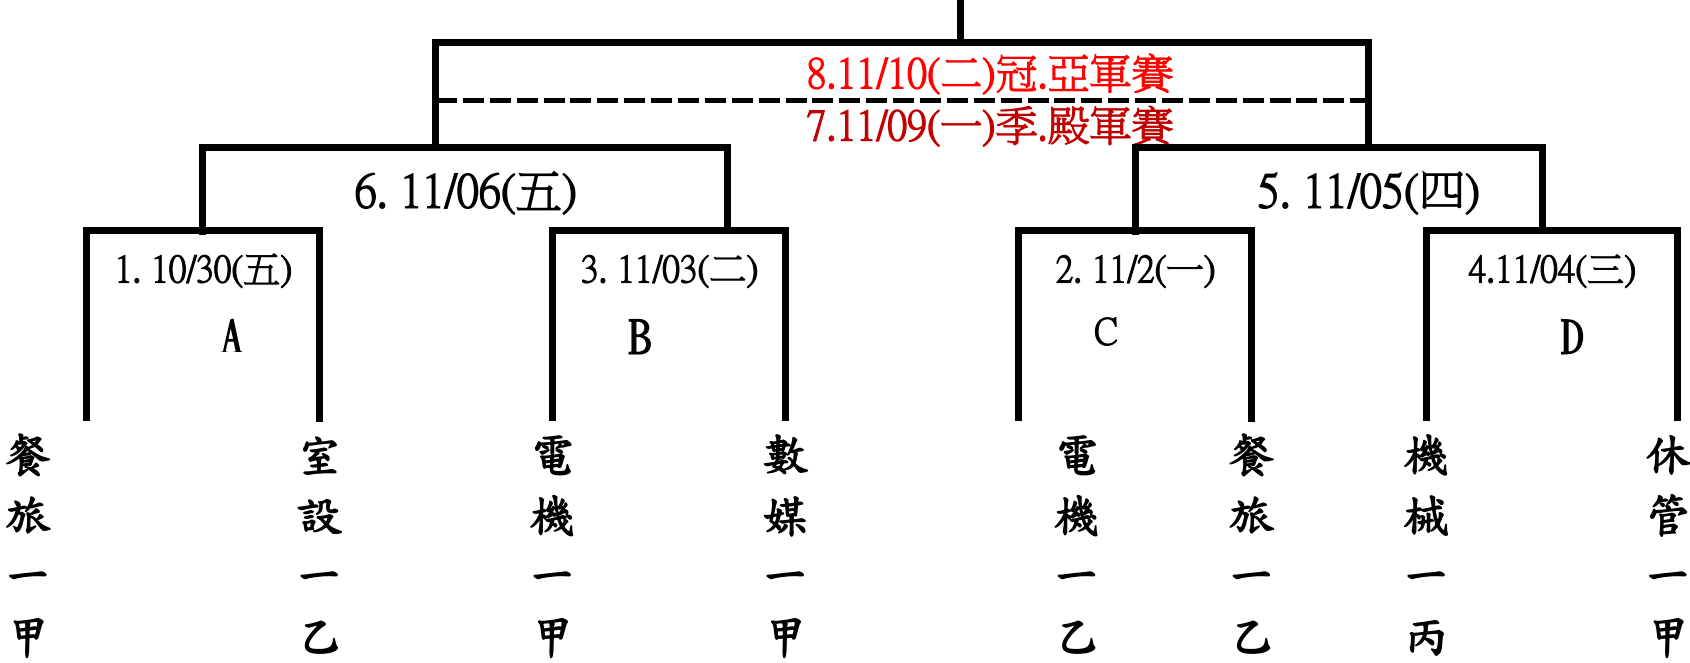 8.11/10(二)冠.亞軍賽
7.11/09(一)季.殿軍賽
6. 11/06(五)
5. 11/05(四)
1. 10/30(五)
3. 11/03(二)
2. 11/2(一)
4.11/04(三)
A
B
C
D
餐旅一甲
室設一乙
電機一甲
數媒一甲
電機一乙
餐旅一乙
機械一丙
休管一甲